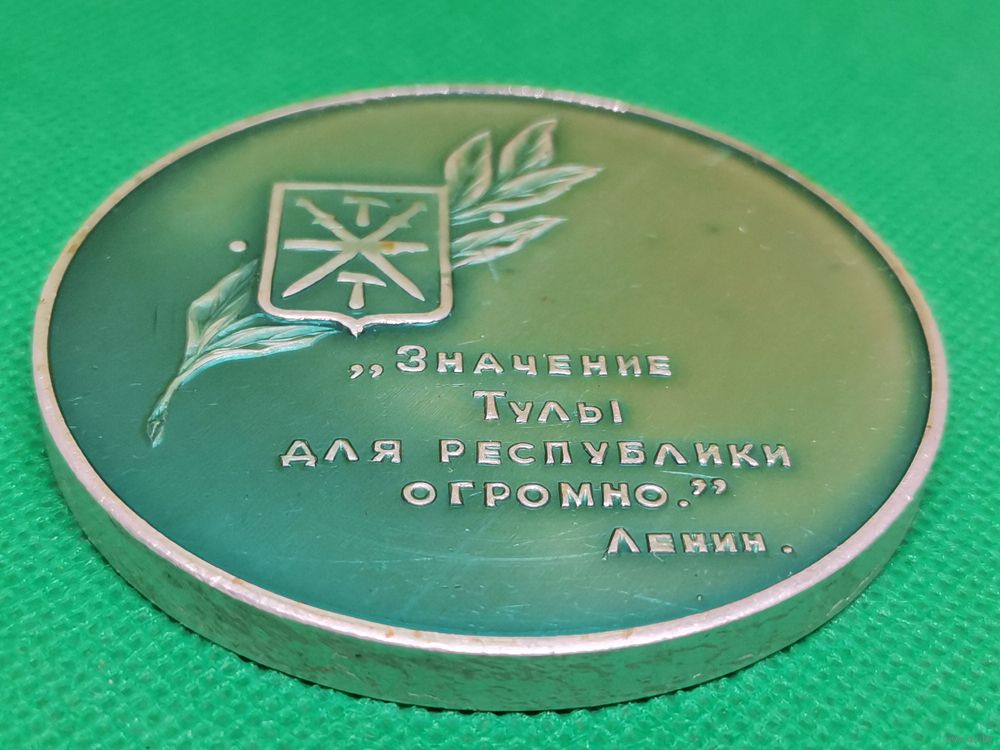 „Значение
Тулы
для республики
огромно.”
Ленин.